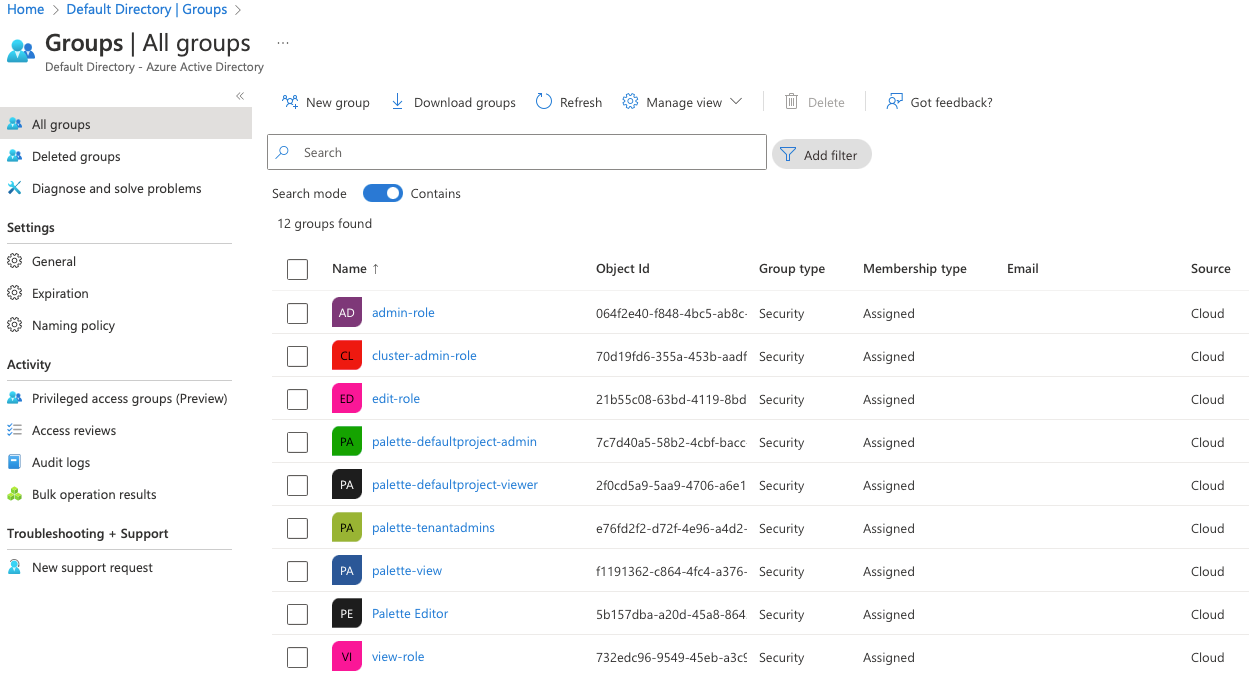 Home > Default Directory | Groups >
Groups | All groups ...
Default Directory - Azure Active Directory
«
All groups
Deleted groups
Diagnose and solve problems
Settings
General
Expiration
Naming policy
Activity
Privileged access groups (Preview)
Access reviews
Audit logs
Bulk operation results
Troubleshooting + Support
New support request
New group Download groups Refresh Manage view Delete Got feedback?
Search Add filter
Search mode Contains
12 groups found
Name ↑ Object Id Group type Membership type Email Source
AD admin-role 064f2e40-f848-4bc5-ab8c- Security Assigned Cloud
CL cluster-admin-role 70d19fd6-355a-453b-aadf Security Assigned Cloud
ED edit-role 21b55c08-63bd-4119-8bd Security Assigned Cloud
PA palette-defaultproject-admin 7c7d40a5-58b2-4cbf-bacc Security Assigned Cloud
PA palette-defaultproject-viewer 2f0cd5a9-5aa9-4706-a6e1 Security Assigned Cloud
PA palette-tenantadmins e76fd2f2-d72f-4e96-a4d2- Security Assigned Cloud
PA palette-view f1191362-c864-4fc4-a376- Security Assigned Cloud
PE Palette Editor 5b157dba-a20d-45a8-864 Security Assigned Cloud
VI view-role 732edc96-9549-45eb-a3c9 Security Assigned Cloud